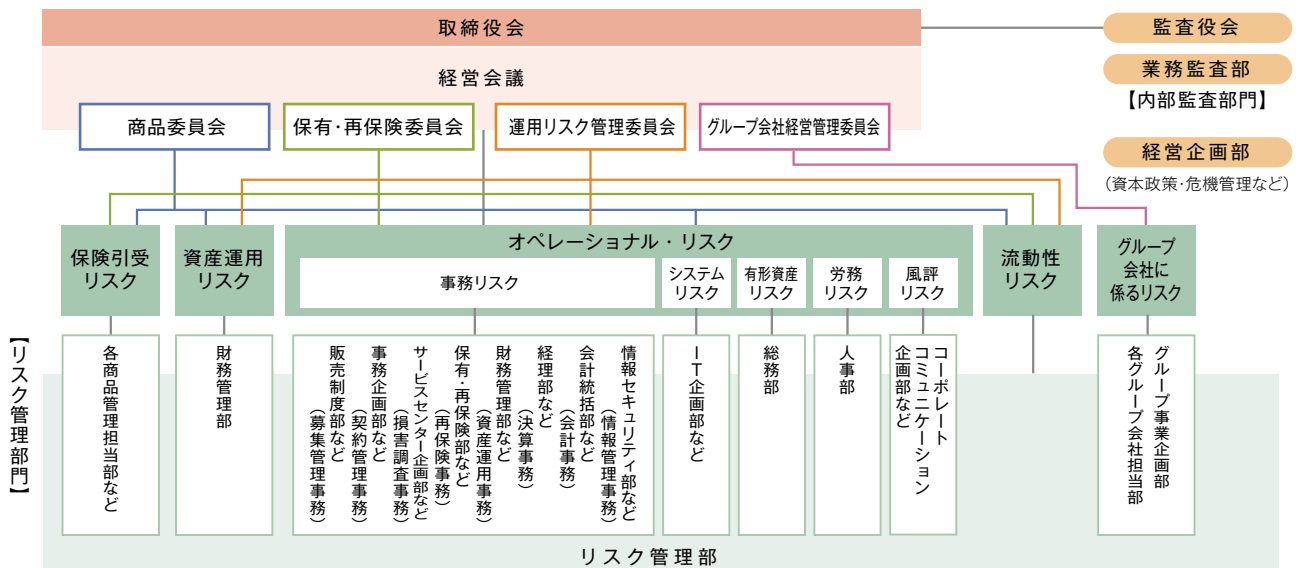 取締役会
監査役会
経営会議
業務監査部
【内部監査部門】
商品委員会
保有・再保険委員会
運用リスク管理委員会
グループ会社経営管理委員会
経営企画部
（資本政策・危機管理など）
保険引受
リスク
資産運用
リスク
オペレーショナル・リスク
事務リスク
システム
リスク
有形資産
リスク
労務
リスク
風評
リスク
流動性
リスク
グループ
会社に
係るリスク
【リスク管理部門】
各商品管理担当部など
財務管理部
販売制度部など
（募集管理事務）
事務企画部など
（契約管理事務）
サービスセンター企画部など
（損害調査事務）
保有・再保険部など
（再保険事務）
財務管理部など
（資産運用事務）
経理部など
（決算事務）
会計統括部など
（会計事務）
情報セキュリティ部など
（情報管理事務）
IT企画部など
総務部
人事部
コーポレート
コミュニケーション
企画部など
グループ事業企画部
各グループ会社担当部
リスク管理部